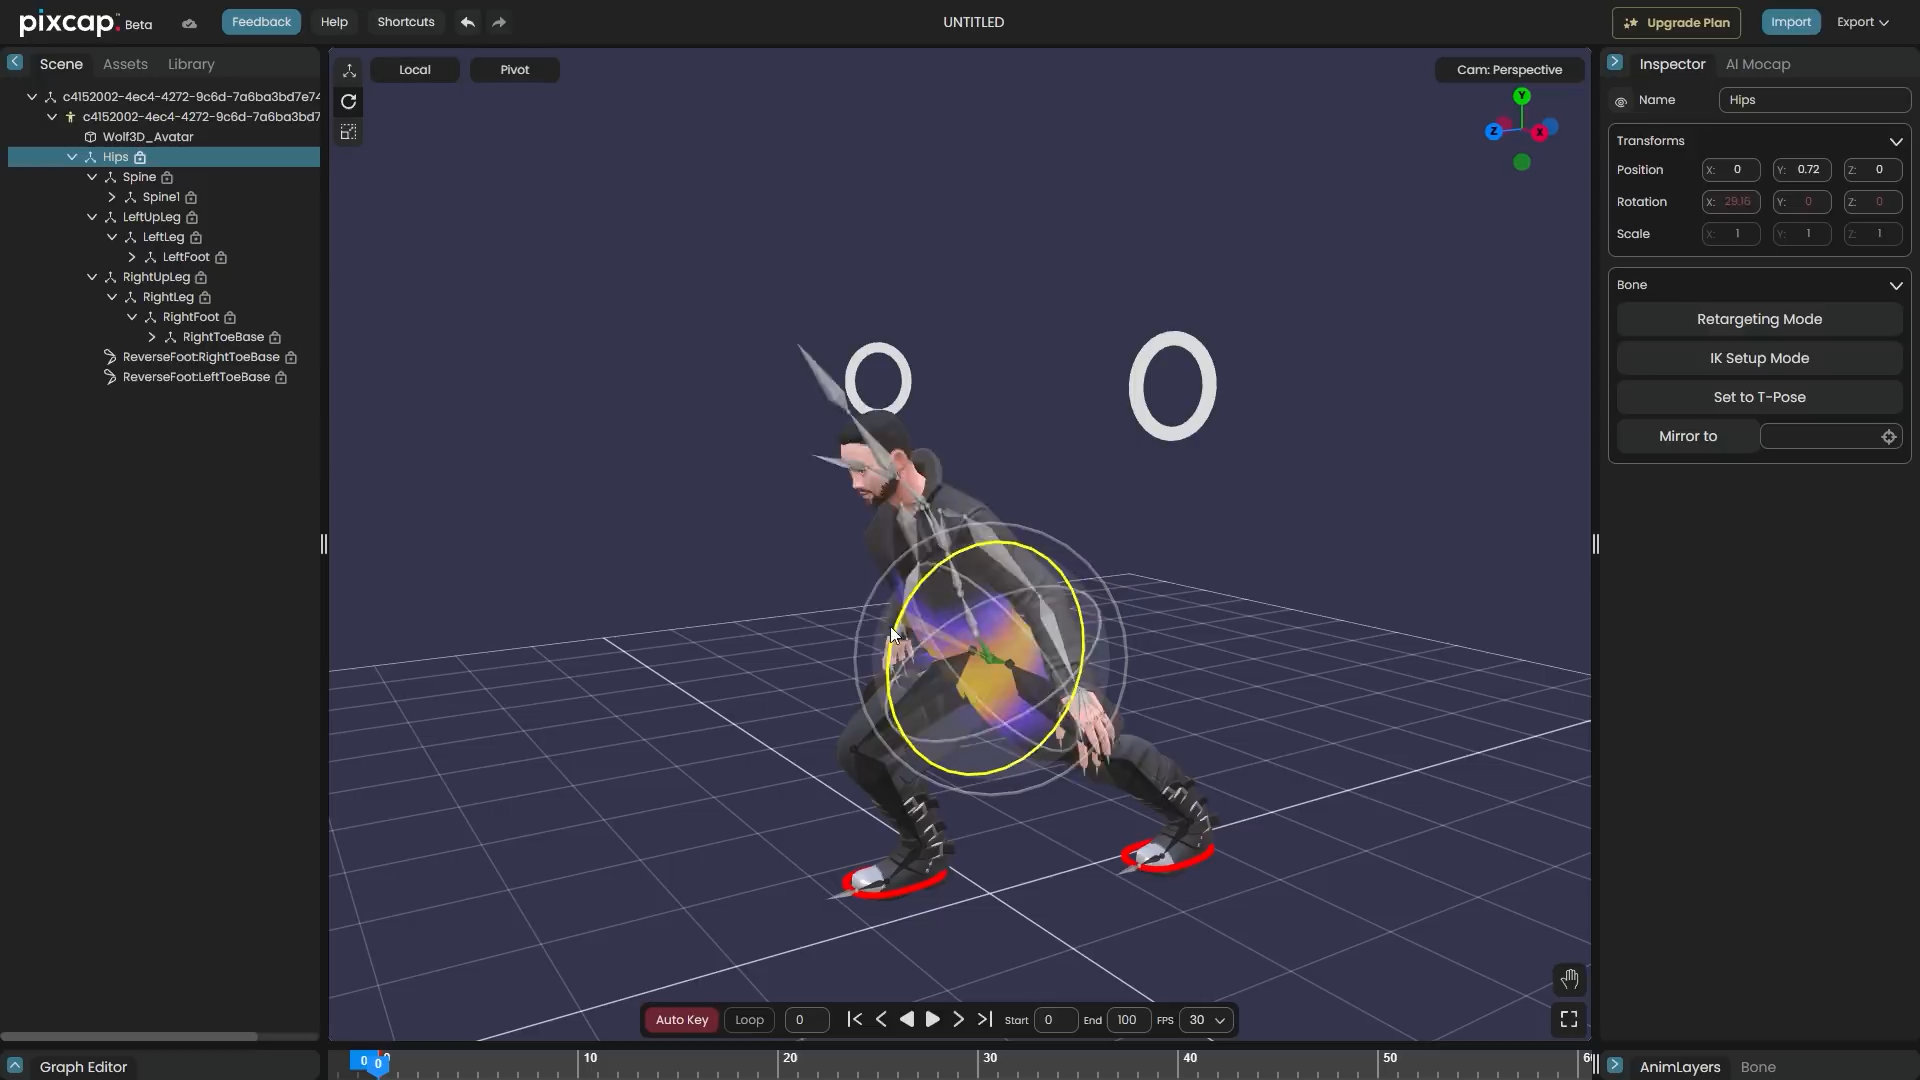 pixcap. Beta Feedback Help Shortcuts UNTITLED Upgrade Plan Import Export
Scene Assets Library
c4152002-4ec4-4272-9c6d-7a6ba3bd7e74
c4152002-4ec4-4272-9c6d-7a6ba3bd7
Wolf3D_Avatar
Hips
Spine
Spine1
LeftUpLeg
LeftLeg
LeftFoot
RightUpLeg
RightLeg
RightFoot
RightToeBase
ReverseFoot:RightToeBase
ReverseFoot:LeftToeBase
Local Pivot Cam: Perspective
Y
Z X
Inspector AI Mocap
Name Hips
Transforms
Position X: 0 Y: 0.72 Z: 0
Rotation X: 29.16 Y: 0 Z: 0
Scale X: 1 Y: 1 Z: 1
Bone
Retargeting Mode
IK Setup Mode
Set to T-Pose
Mirror to
Auto Key Loop 0 Start 0 End 100 FPS 30
Graph Editor
0 0 10 20 30 40 50
AnimLayers Bone